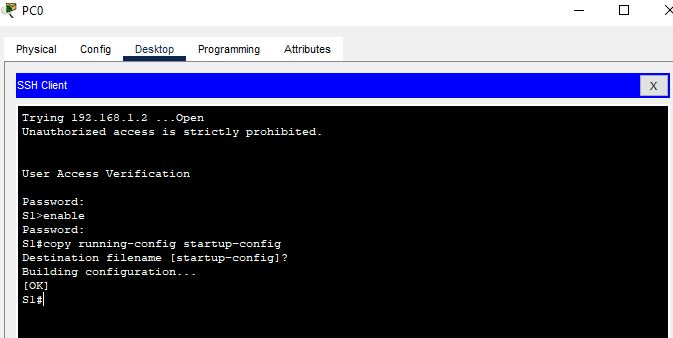 PC0
Physical Config Desktop Programming Attributes
SSH Client
X
Trying 192.168.1.2 ...Open
Unauthorized access is strictly prohibited.
User Access Verification
Password:
S1>enable
Password:
S1#copy running-config startup-config
Destination filename [startup-config]?
Building configuration...
[OK]
S1#